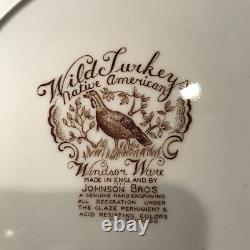 Wild Turkeys
Native American
Windsor Ware
MADE IN ENGLAND BY
JOHNSON BROS
A GENUINE HAND ENGRAVING
ALL DECORATION UNDER
THE GLAZE PERMANENT &
ACID RESISTING COLORS